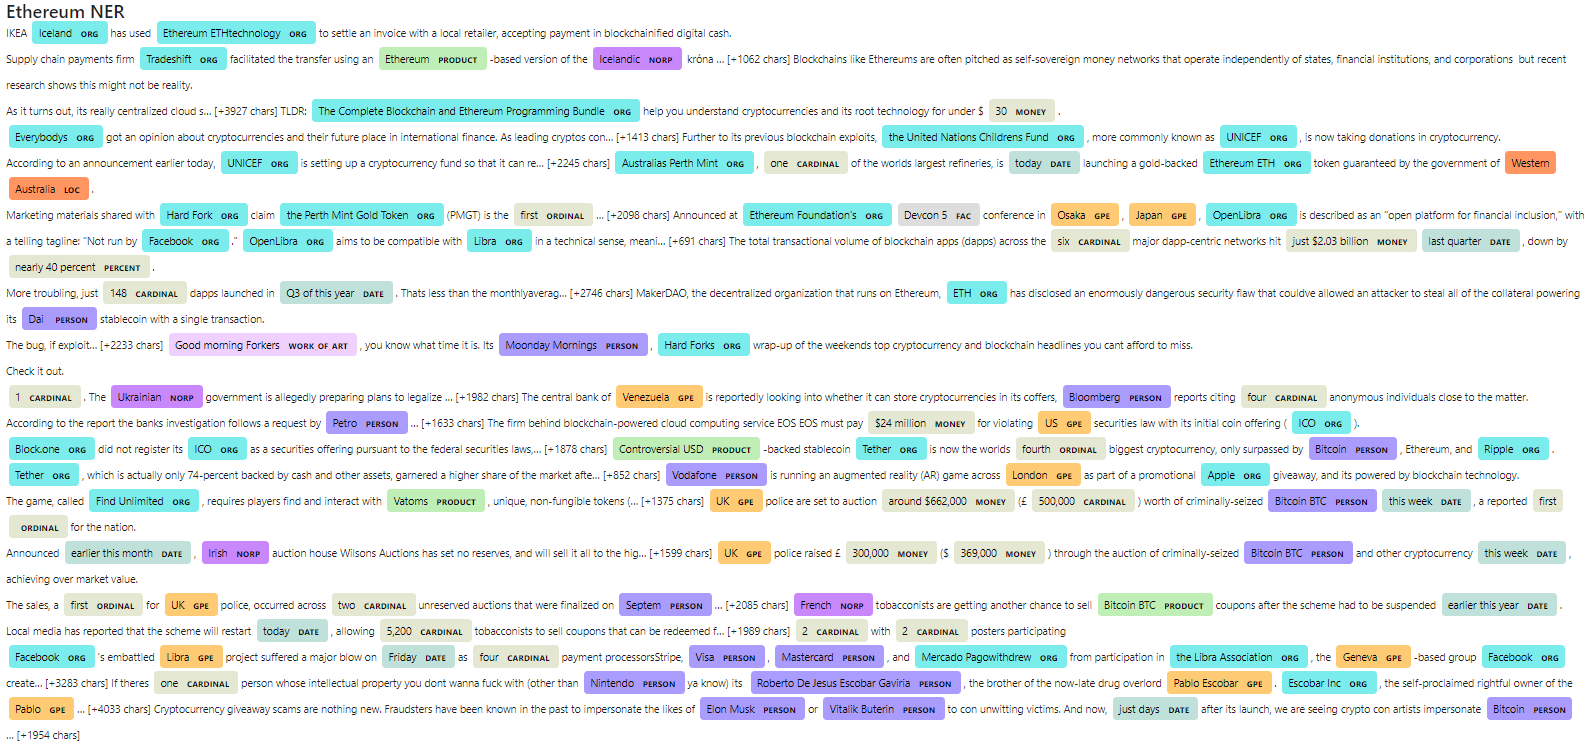 Ethereum NER
IKEA Iceland ORG has used Ethereum ETHtechnology ORG to settle an invoice with a local retailer, accepting payment in blockchainified digital cash.
Supply chain payments firm Tradeshift ORG facilitated the transfer using an Ethereum PRODUCT -based version of the Icelandic NORP króna ... [+1062 chars] Blockchains like Ethereums are often pitched as self-sovereign money networks that operate independently of states, financial institutions, and corporations but recent
research shows this might not be reality.
As it turns out, its really centralized cloud s... [+3927 chars] TLDR: The Complete Blockchain and Ethereum Programming Bundle ORG help you understand cryptocurrencies and its root technology for under $ 30 MONEY .
Everybodys ORG got an opinion about cryptocurrencies and their future place in international finance. As leading cryptos con... [+1413 chars] Further to its previous blockchain exploits, the United Nations Childrens Fund ORG , more commonly known as UNICEF ORG , is now taking donations in cryptocurrency.
According to an announcement earlier today, UNICEF ORG is setting up a cryptocurrency fund so that it can re... [+2245 chars] Australias Perth Mint ORG , one CARDINAL of the worlds largest refineries, is today DATE launching a gold-backed Ethereum ETH ORG token guaranteed by the government of Western
Australia LOC .
Marketing materials shared with Hard Fork ORG claim the Perth Mint Gold Token ORG (PMGT) is the first ORDINAL ... [+2098 chars] Announced at Ethereum Foundation's ORG Devcon 5 FAC conference in Osaka GPE , Japan GPE , OpenLibra ORG is described as an "open platform for financial inclusion," with
a telling tagline: "Not run by Facebook ORG ." OpenLibra ORG aims to be compatible with Libra ORG in a technical sense, meani... [+691 chars] The total transactional volume of blockchain apps (dapps) across the six CARDINAL major dapp-centric networks hit just $2.03 billion MONEY last quarter DATE , down by
nearly 40 percent PERCENT .
More troubling, just 148 CARDINAL dapps launched in Q3 of this year DATE . Thats less than the monthlyaverag... [+2746 chars] MakerDAO, the decentralized organization that runs on Ethereum, ETH ORG has disclosed an enormously dangerous security flaw that couldve allowed an attacker to steal all of the collateral powering
its Dai PERSON stablecoin with a single transaction.
The bug, if exploit... [+2233 chars] Good morning Forkers WORK OF ART , you know what time it is. Its Moonday Mornings PERSON , Hard Forks ORG wrap-up of the weekends top cryptocurrency and blockchain headlines you cant afford to miss.
Check it out.
1 CARDINAL . The Ukrainian NORP government is allegedly preparing plans to legalize ... [+1982 chars] The central bank of Venezuela GPE is reportedly looking into whether it can store cryptocurrencies in its coffers, Bloomberg PERSON reports citing four CARDINAL anonymous individuals close to the matter.
According to the report the banks investigation follows a request by Petro PERSON ... [+1633 chars] The firm behind blockchain-powered cloud computing service EOS EOS must pay $24 million MONEY for violating US GPE securities law with its initial coin offering ( ICO ORG ).
Block.one ORG did not register its ICO ORG as a securities offering pursuant to the federal securities laws,... [+1878 chars] Controversial USD PRODUCT -backed stablecoin Tether ORG is now the worlds fourth ORDINAL biggest cryptocurrency, only surpassed by Bitcoin PERSON , Ethereum, and Ripple ORG .
Tether ORG , which is actually only 74-percent backed by cash and other assets, garnered a higher share of the market afte... [+852 chars] Vodafone PERSON is running an augmented reality (AR) game across London GPE as part of a promotional Apple ORG giveaway, and its powered by blockchain technology.
The game, called Find Unlimited ORG , requires players find and interact with Vatoms PRODUCT , unique, non-fungible tokens (... [+1375 chars] UK GPE police are set to auction around $662,000 MONEY (£ 500,000 CARDINAL ) worth of criminally-seized Bitcoin BTC PERSON this week DATE , a reported first
ORDINAL for the nation.
Announced earlier this month DATE , Irish NORP auction house Wilsons Auctions has set no reserves, and will sell it all to the hig... [+1599 chars] UK GPE police raised £ 300,000 MONEY ($ 369,000 MONEY ) through the auction of criminally-seized Bitcoin BTC PERSON and other cryptocurrency this week DATE ,
achieving over market value.
The sales, a first ORDINAL for UK GPE police, occurred across two CARDINAL unreserved auctions that were finalized on Septem PERSON ... [+2085 chars] French NORP tobacconists are getting another chance to sell Bitcoin BTC PRODUCT coupons after the scheme had to be suspended earlier this year DATE .
Local media has reported that the scheme will restart today DATE , allowing 5,200 CARDINAL tobacconists to sell coupons that can be redeemed f... [+1989 chars] 2 CARDINAL with 2 CARDINAL posters participating
Facebook ORG 's embattled Libra GPE project suffered a major blow on Friday DATE as four CARDINAL payment processorsStripe, Visa PERSON , Mastercard PERSON , and Mercado Pagowithdrew ORG from participation in the Libra Association ORG , the Geneva GPE -based group Facebook ORG
create... [+3283 chars] If theres one CARDINAL person whose intellectual property you dont wanna fuck with (other than Nintendo PERSON ya know) its Roberto De Jesus Escobar Gaviria PERSON , the brother of the now-late drug overlord Pablo Escobar GPE . Escobar Inc ORG , the self-proclaimed rightful owner of the
Pablo GPE ... [+4033 chars] Cryptocurrency giveaway scams are nothing new. Fraudsters have been known in the past to impersonate the likes of Elon Musk PERSON or Vitalik Buterin PERSON to con unwitting victims. And now, just days DATE after its launch, we are seeing crypto con artists impersonate Bitcoin PERSON
... [+1954 chars]